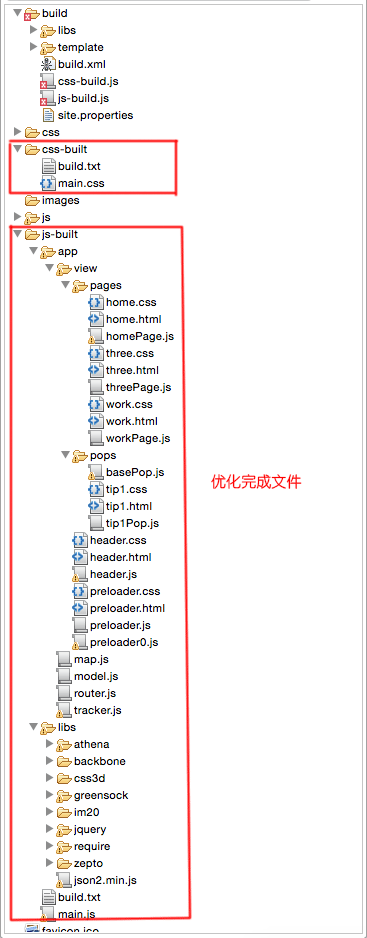 build
libs
template
build.xml
css-build.js
js-build.js
site.properties
css
css-built
build.txt
main.css
images
js
js-built
app
view
pages
home.css
home.html
homePage.js
three.css
three.html
threePage.js
work.css
work.html
workPage.js
pops
basePop.js
tip1.css
tip1.html
tip1Pop.js
优化完成文件
header.css
header.html
header.js
preloader.css
preloader.html
preloader.js
preloader0.js
map.js
model.js
router.js
tracker.js
libs
athena
backbone
css3d
greensock
im20
jquery
require
zepto
json2.min.js
build.txt
main.js
favicon.ico